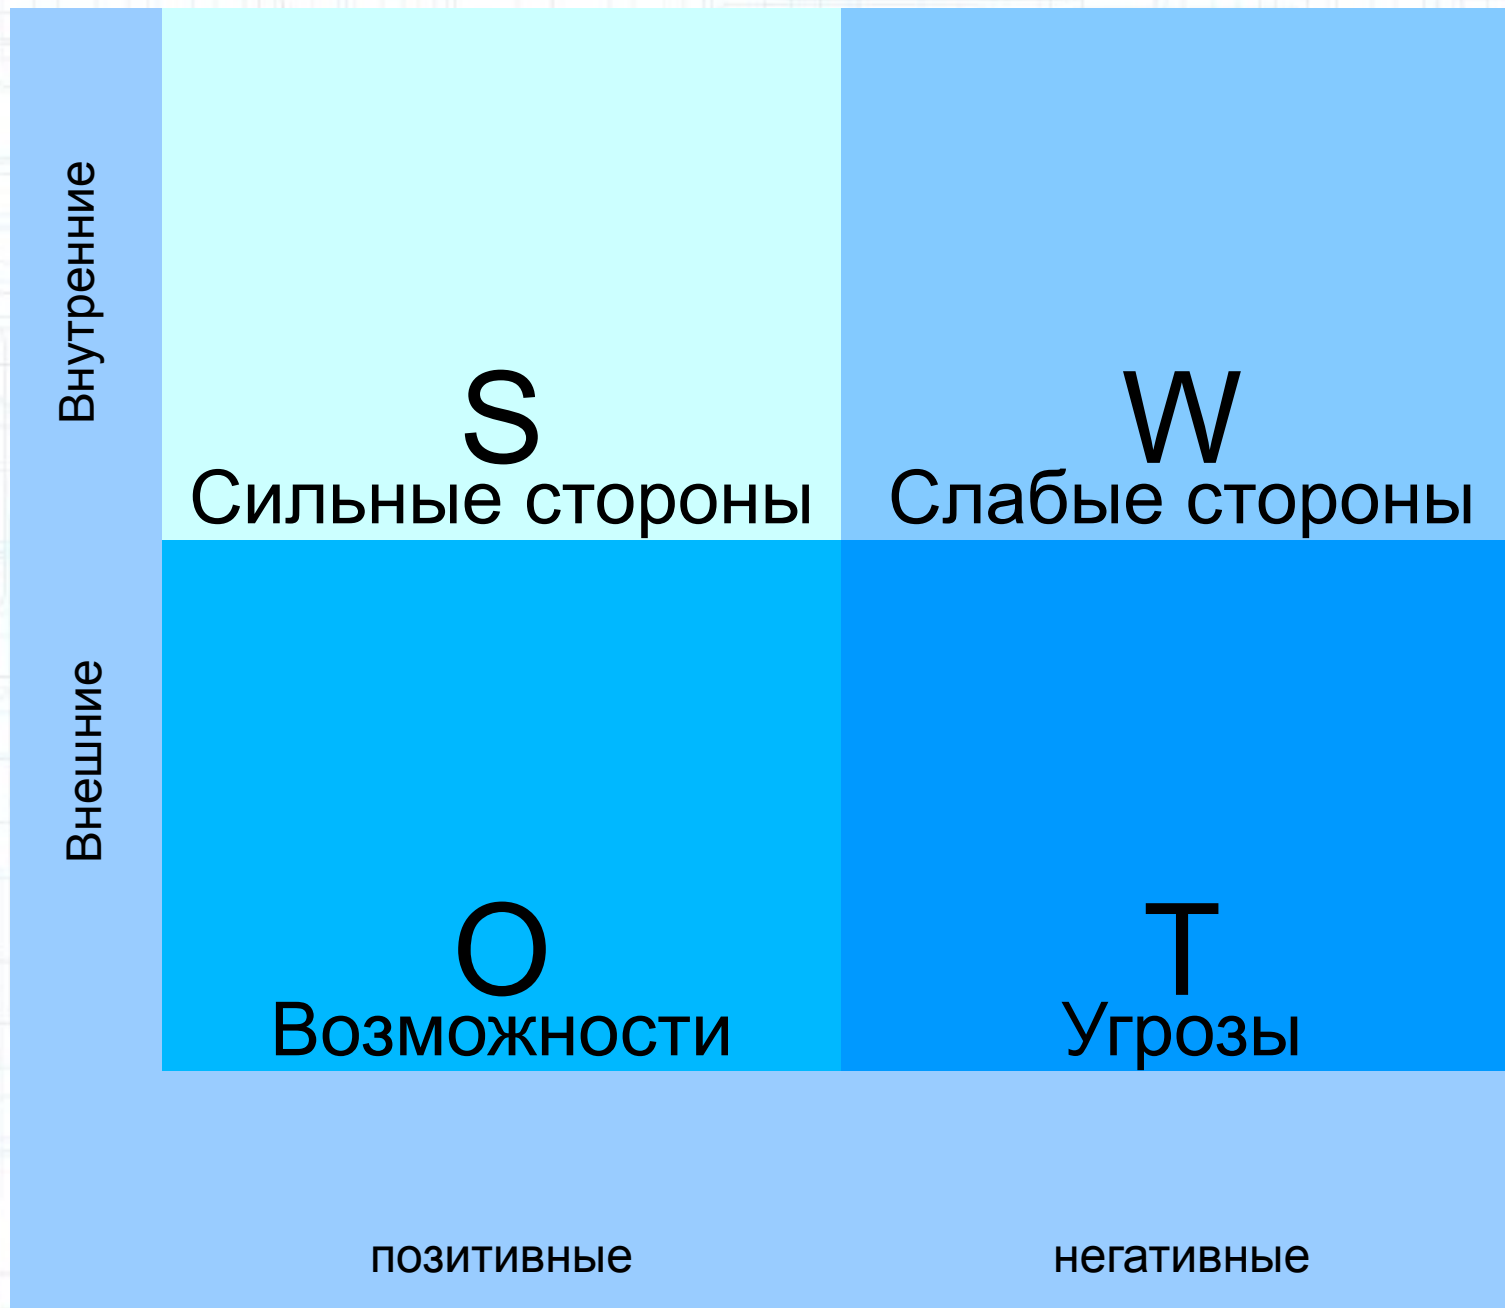 Внутренние
S
Сильные стороны
W
Слабые стороны
Внешние
O
Возможности
T
Угрозы
позитивные
негативные